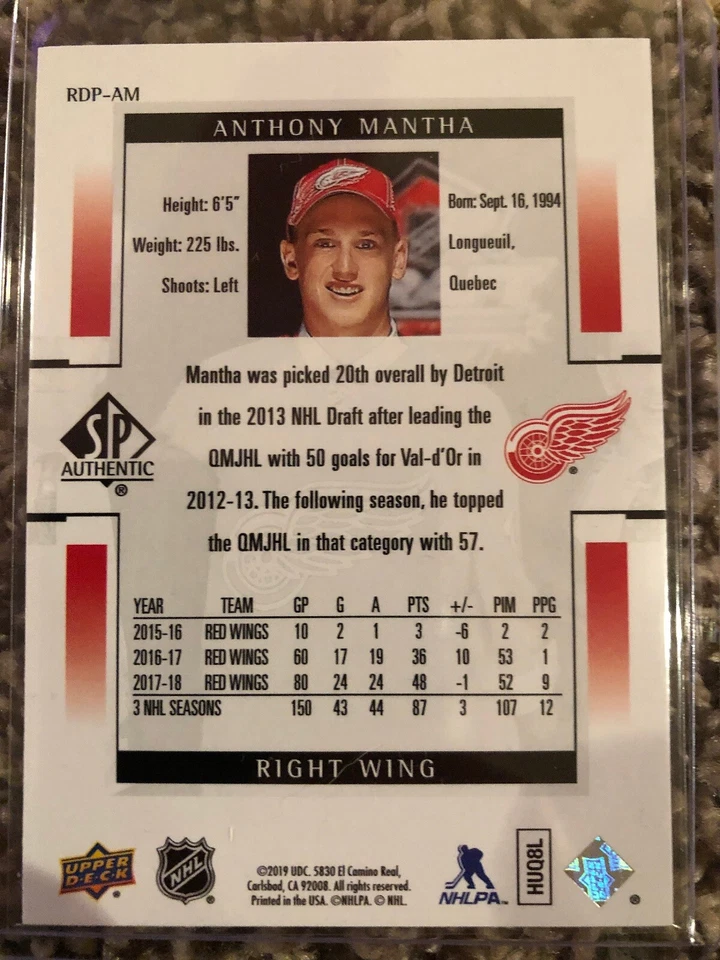 RDP-AM
ANTHONY MANTHA
Height: 6'5"
Weight: 225 lbs.
Shoots: Left
Born: Sept. 16, 1994
Longueuil,
Quebec
Mantha was picked 20th overall by Detroit
in the 2013 NHL Draft after leading the
QMJHL with 50 goals for Val-d'Or in
2012-13. The following season, he topped
the QMJHL in that category with 57.
SP
AUTHENTIC
®
®
YEAR TEAM GP G A PTS +/- PIM PPG
2015-16 RED WINGS 10 2 1 3 -6 2 2
2016-17 RED WINGS 60 17 19 36 10 53 1
2017-18 RED WINGS 80 24 24 48 -1 52 9
3 NHL SEASONS 150 43 44 87 3 107 12
RIGHT WING
UPPER
D·E·C·K
®
NHL
®
©2019 UDC. 5830 El Camino Real,
Carlsbad, CA 92008. All rights reserved.
Printed in the USA. ©NHLPA. © NHL.
NHLPA™
HUQ8L
®